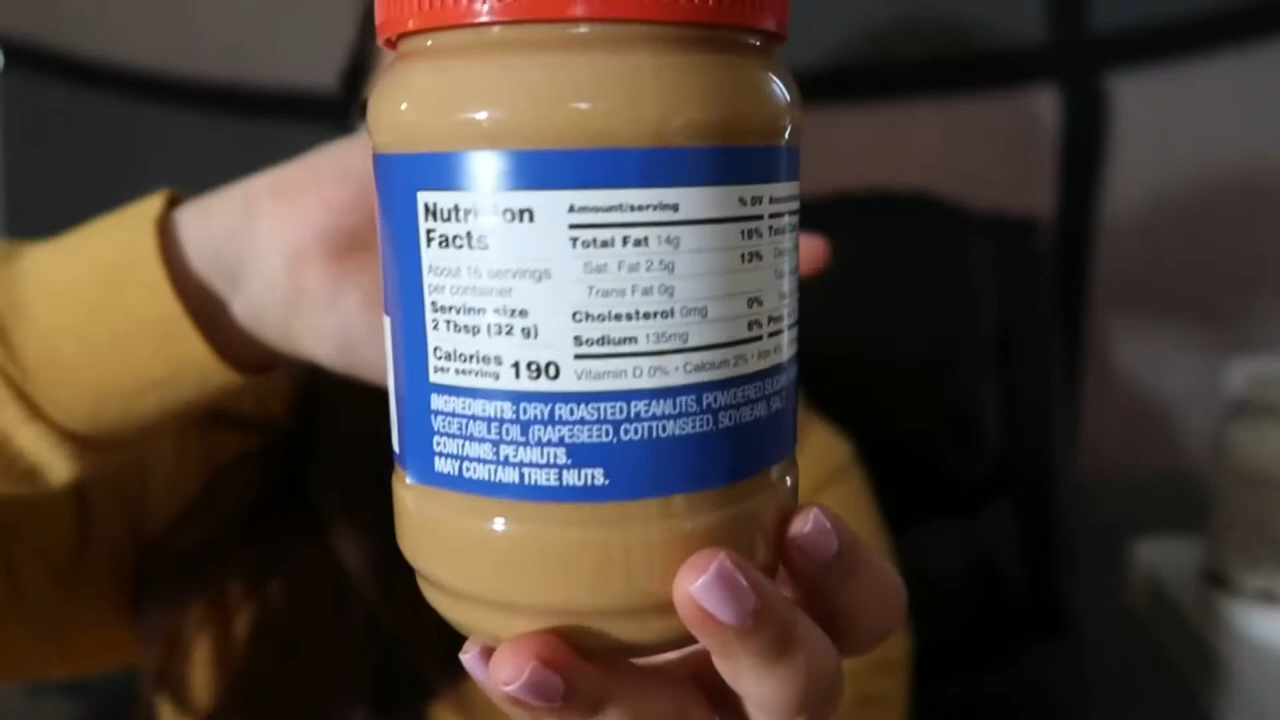 Nutrition
Facts
About 16 servings
per container
Serving size
2 Tbsp (32 g)
Calories
per serving 190
Amount/serving % DV
Total Fat 14g 18%
Sat. Fat 2.5g 13%
Trans Fat 0g
Cholesterol 0mg 0%
Sodium 135mg 6%
Vitamin D 0% • Calcium 2% • Iron
INGREDIENTS: DRY ROASTED PEANUTS, POWDERED
VEGETABLE OIL (RAPESEED, COTTONSEED, SOYBEAN),
CONTAINS: PEANUTS.
MAY CONTAIN TREE NUTS.